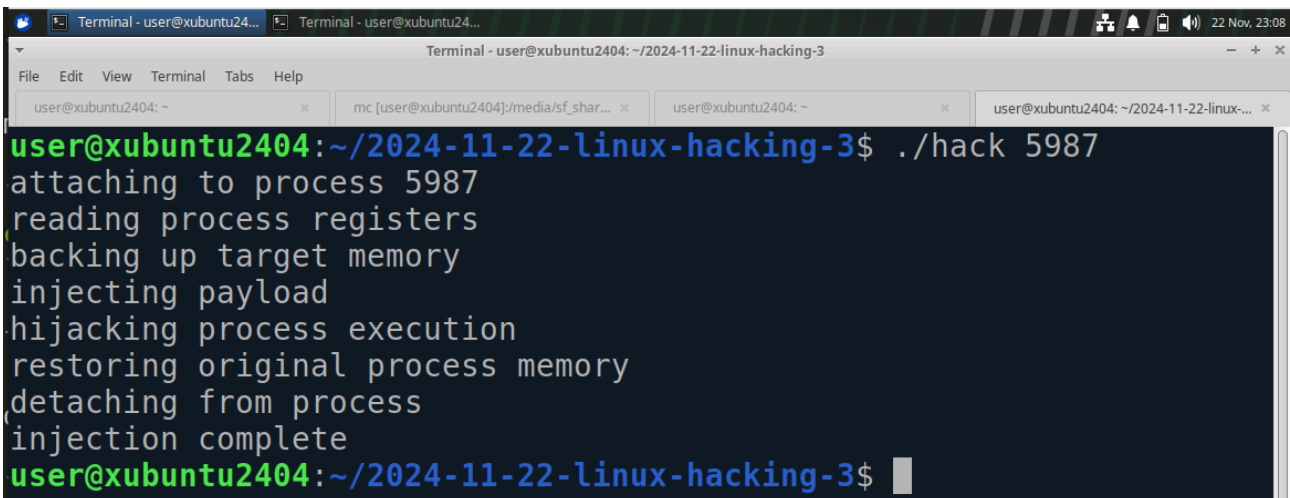 Terminal - user@xubuntu24... Terminal - user@xubuntu24... 22 Nov, 23:08
Terminal - user@xubuntu2404: ~/2024-11-22-linux-hacking-3
File Edit View Terminal Tabs Help
user@xubuntu2404: ~ mc [user@xubuntu2404]:/media/sf_shar... user@xubuntu2404: ~ user@xubuntu2404: ~/2024-11-22-linux-...
user@xubuntu2404:~/2024-11-22-linux-hacking-3$ ./hack 5987
attaching to process 5987
reading process registers
backing up target memory
injecting payload
hijacking process execution
restoring original process memory
detaching from process
injection complete
user@xubuntu2404:~/2024-11-22-linux-hacking-3$